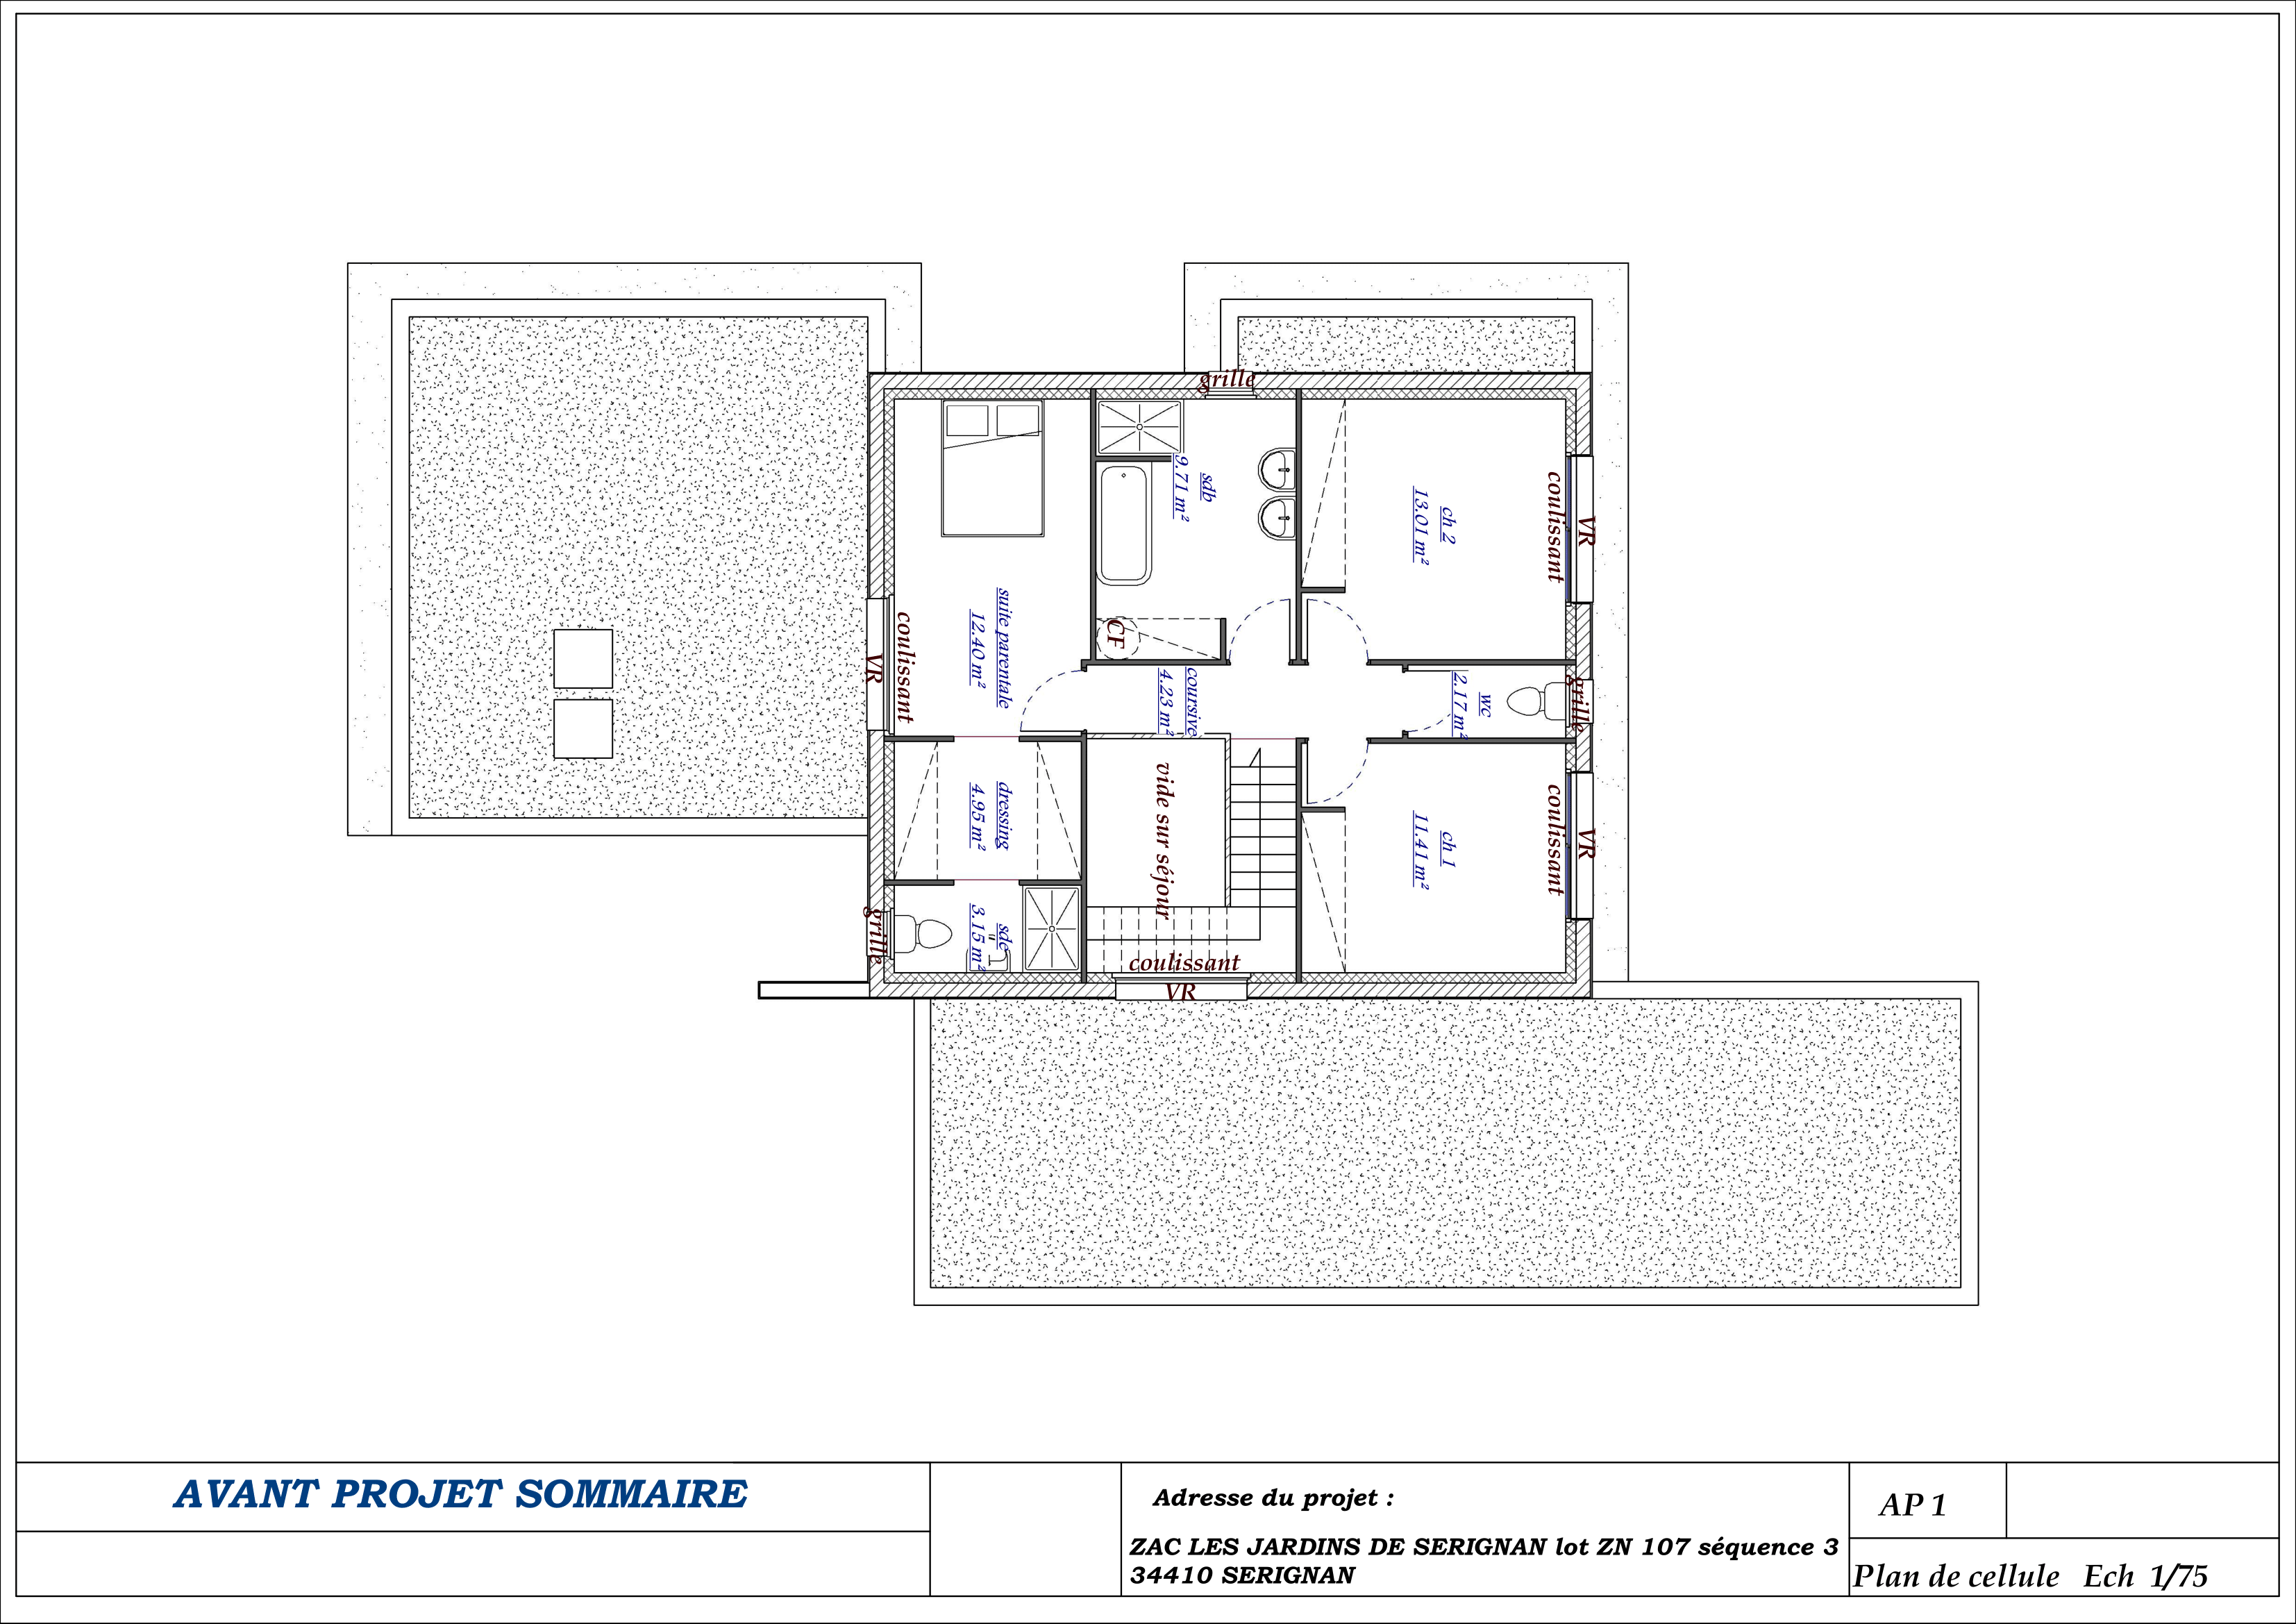 grille
sdb
9.71 m²
ch 2
13.01 m²
coulissant
VR
suite parentale
12.40 m²
coulissant
VR
CF
coursive
4.23 m²
wc
2.17 m²
grille
dressing
4.95 m²
vide sur séjour
ch 1
11.41 m²
coulissant
VR
grille
sde
3.15 m²
coulissant
VR
AVANT PROJET SOMMAIRE
Adresse du projet :
ZAC LES JARDINS DE SERIGNAN lot ZN 107 séquence 3
34410 SERIGNAN
AP 1
Plan de cellule Ech 1/75